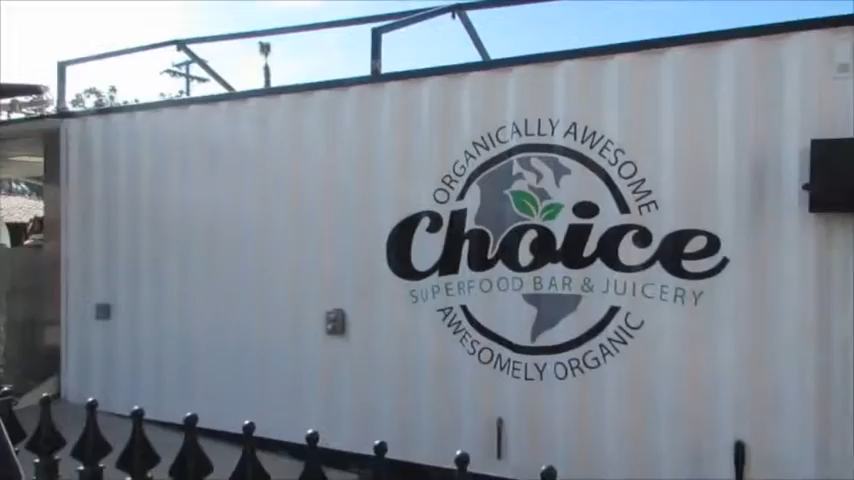 ORGANICALLY AWESOME
Choice
SUPERFOOD BAR & JUICERY
AWESOMELY ORGANIC